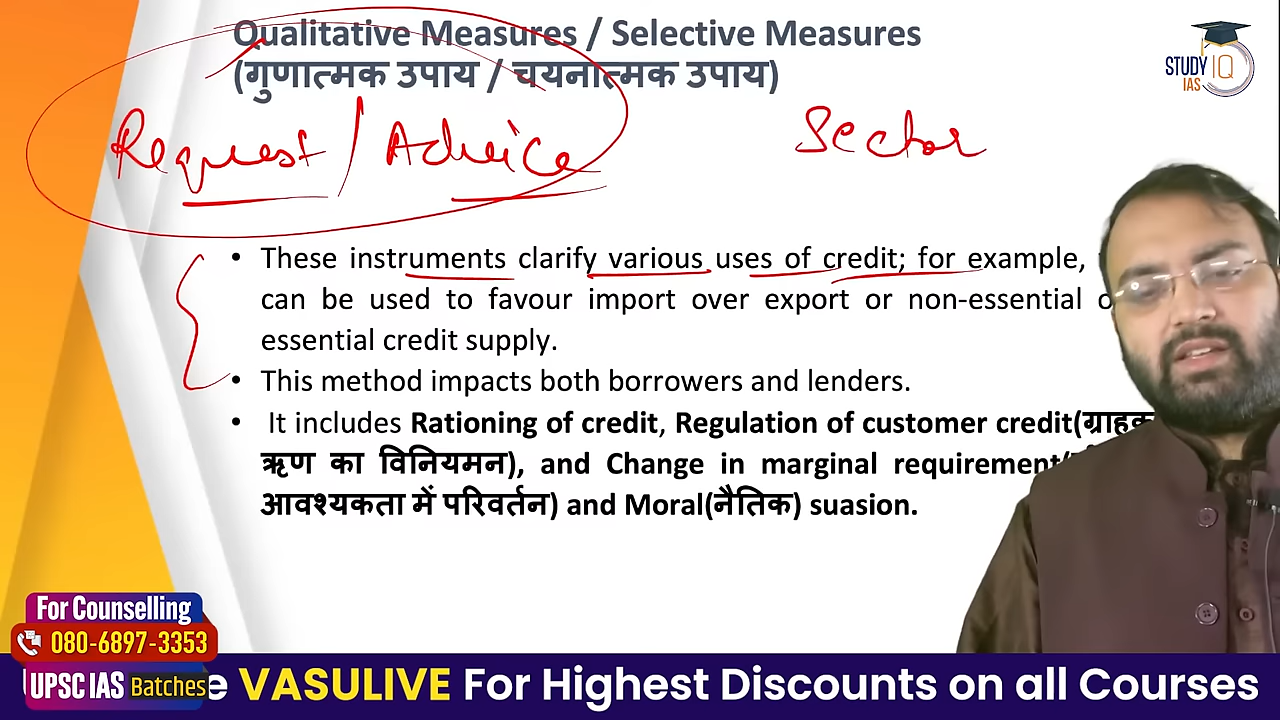 Qualitative Measures / Selective Measures
(गुणात्मक उपाय / चयनात्मक उपाय)
STUDY IQ
IAS
Request / Advice
Sector
• These instruments clarify various uses of credit; for example,
can be used to favour import over export or non-essential
essential credit supply.
• This method impacts both borrowers and lenders.
• It includes Rationing of credit, Regulation of customer credit(ग्राहक
ऋण का विनियमन), and Change in marginal requirement(
आवश्यकता में परिवर्तन) and Moral(नैतिक) suasion.
For Counselling
080-6897-3353
UPSC IAS Batches
VASULIVE For Highest Discounts on all Courses